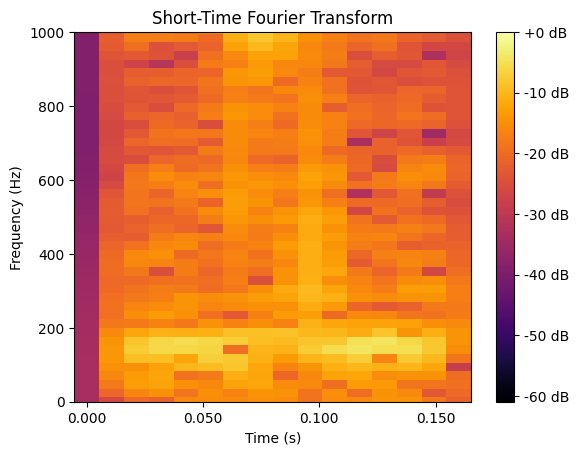 Short-Time Fourier Transform
1000
800
600
400
200
0
Frequency (Hz)
0.000
0.050
0.100
0.150
Time (s)
+0 dB
-10 dB
-20 dB
-30 dB
-40 dB
-50 dB
-60 dB